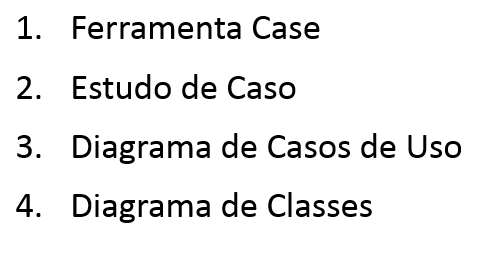 1. Ferramenta Case
2. Estudo de Caso
3. Diagrama de Casos de Uso
4. Diagrama de Classes